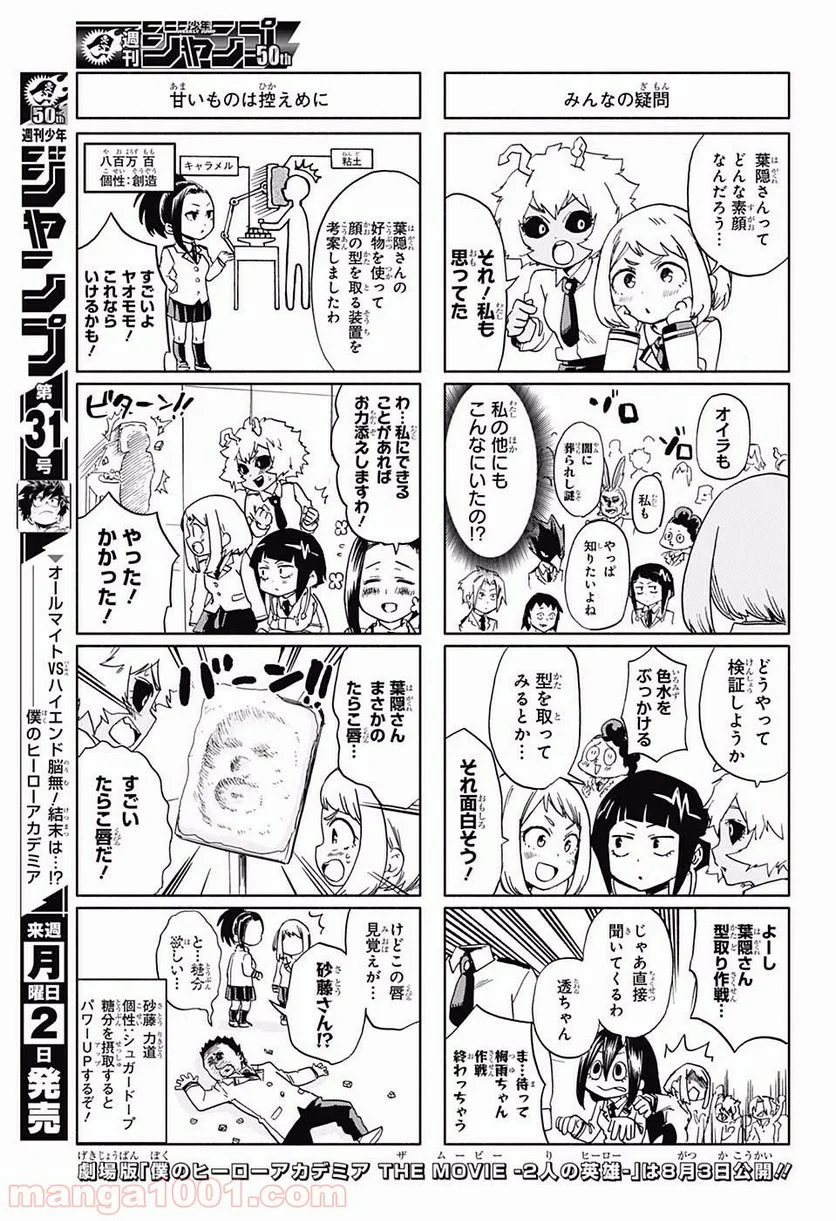 週刊
少年
ジャンプ
50th
みんなの疑問
葉隠さんって
どんな素顔
なんだろう…
それ！私も
思ってた
オイラも
ゾロ
ゾロ
私も
闇に
葬られし謎
やっぱ
知りたいよね
私の他にも
こんなにいたの!?
どうやって
検証しようか
色水を
ぶっかける
型を取って
みるとか…
それ面白そう！
よーし
葉隠さん
型取り作戦…
じゃあ直接
聞いてくるわ
透ちゃん
ま…待って
梅雨ちゃん
作戦
終わっちゃう
甘いものは控えめに
八百万 百
個性：創造
キャラメル
粘土
葉隠さんの
好物を使って
顔の型を取る装置を
考案しましたわ
すごいよ
ヤオモモ！
これなら
いけるかも！
わ…私にできる
ことがあれば
お力添えしますわ！
ビターン!!
やった！
かかった！
葉隠さん
まさかの
たらこ唇…
すごい
たらこ唇だ！
けどこの唇
見覚えが…
砂藤さん!?
と…糖分
欲しい…
砂藤 力道
個性：シュガードープ
糖分を摂取すると
パワーUPするぞ！
50th
週刊少年
ジャンプ
第31号
▼オールマイトVSハイエンド脳無！結末は…!?
僕のヒーローアカデミア
来週月曜日2日発売
劇場版「僕のヒーローアカデミア THE MOVIE -2人の英雄-」は8月3日公開!!
manga1001.com